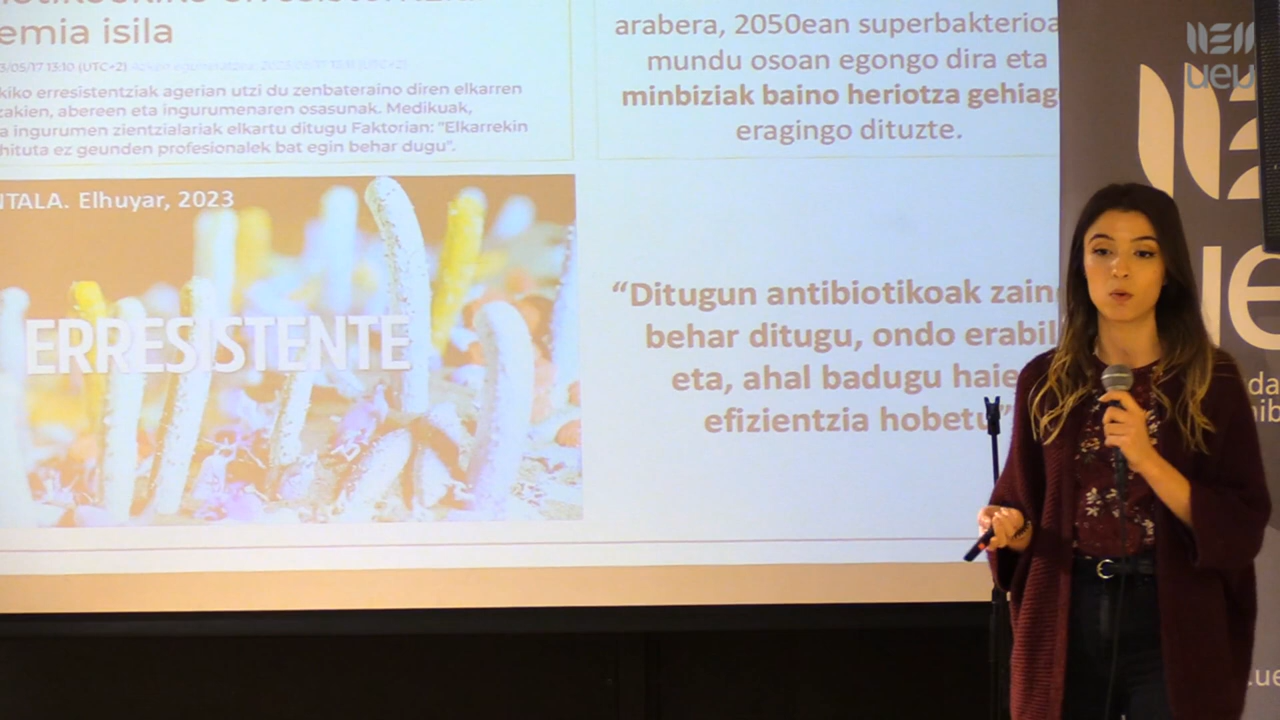 emia isila
3/05/17 13:10 (UTC+2)
kiko erresistentziak agerian utzi du zenbateraino diren elkarren
zakien, abereen eta ingurumenaren osasunak. Medikuak,
a ingurumen zientzialariak elkartu ditugu Faktorian: "Elkarrekin
hituta ez geunden profesionalek bat egin behar dugu".
NTALA. Elhuyar, 2023
ERRESISTENTE
arabera, 2050ean superbakterioa
mundu osoan egongo dira eta
minbiziak baino heriotza gehiag
eragingo dituzte.
“Ditugun antibiotikoak zain
behar ditugu, ondo erabil
eta, ahal badugu haie
efizientzia hobetu”
ueu
ue
da
nib
.ue